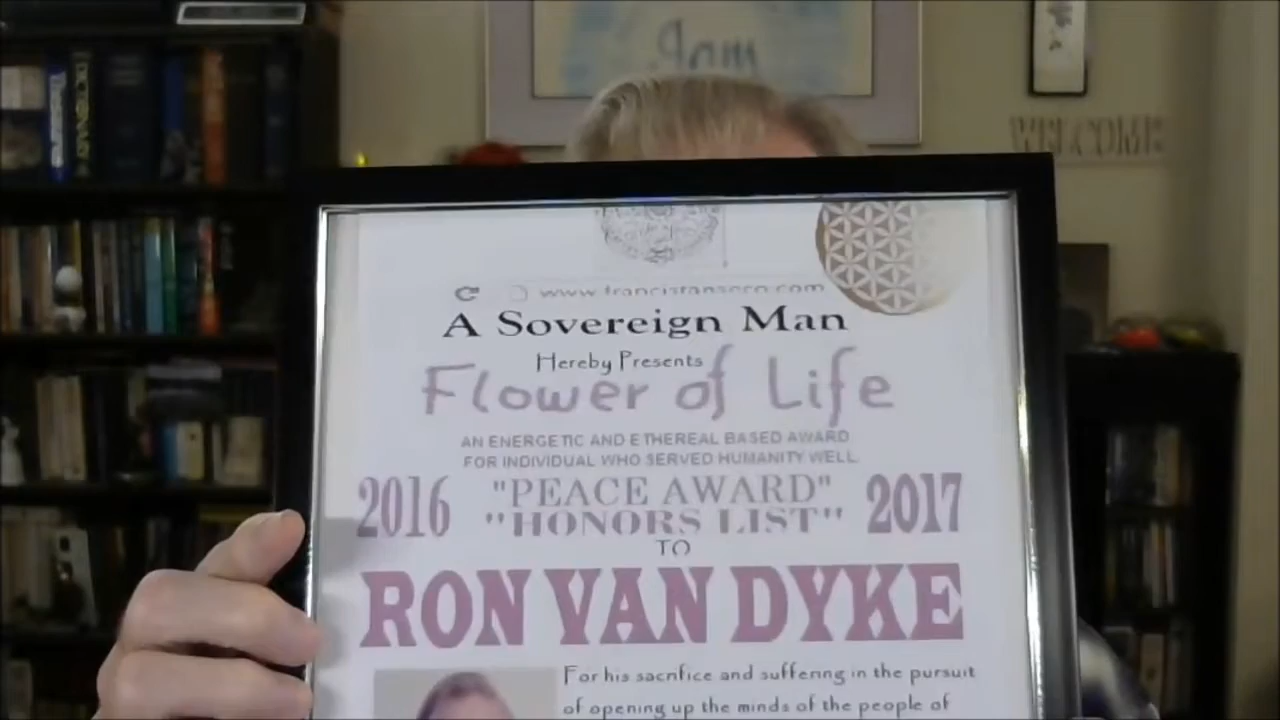 Jam
WELCOME
A Sovereign Man
Hereby Presents
Flower of Life
AN ENERGETIC AND ETHEREAL BASED AWARD
FOR INDIVIDUAL WHO SERVED HUMANITY WELL
2016 "PEACE AWARD" 2017
"HONORS LIST"
TO
RON VAN DYKE
For his sacrifice and suffering in the pursuit
of opening up the minds of the people of